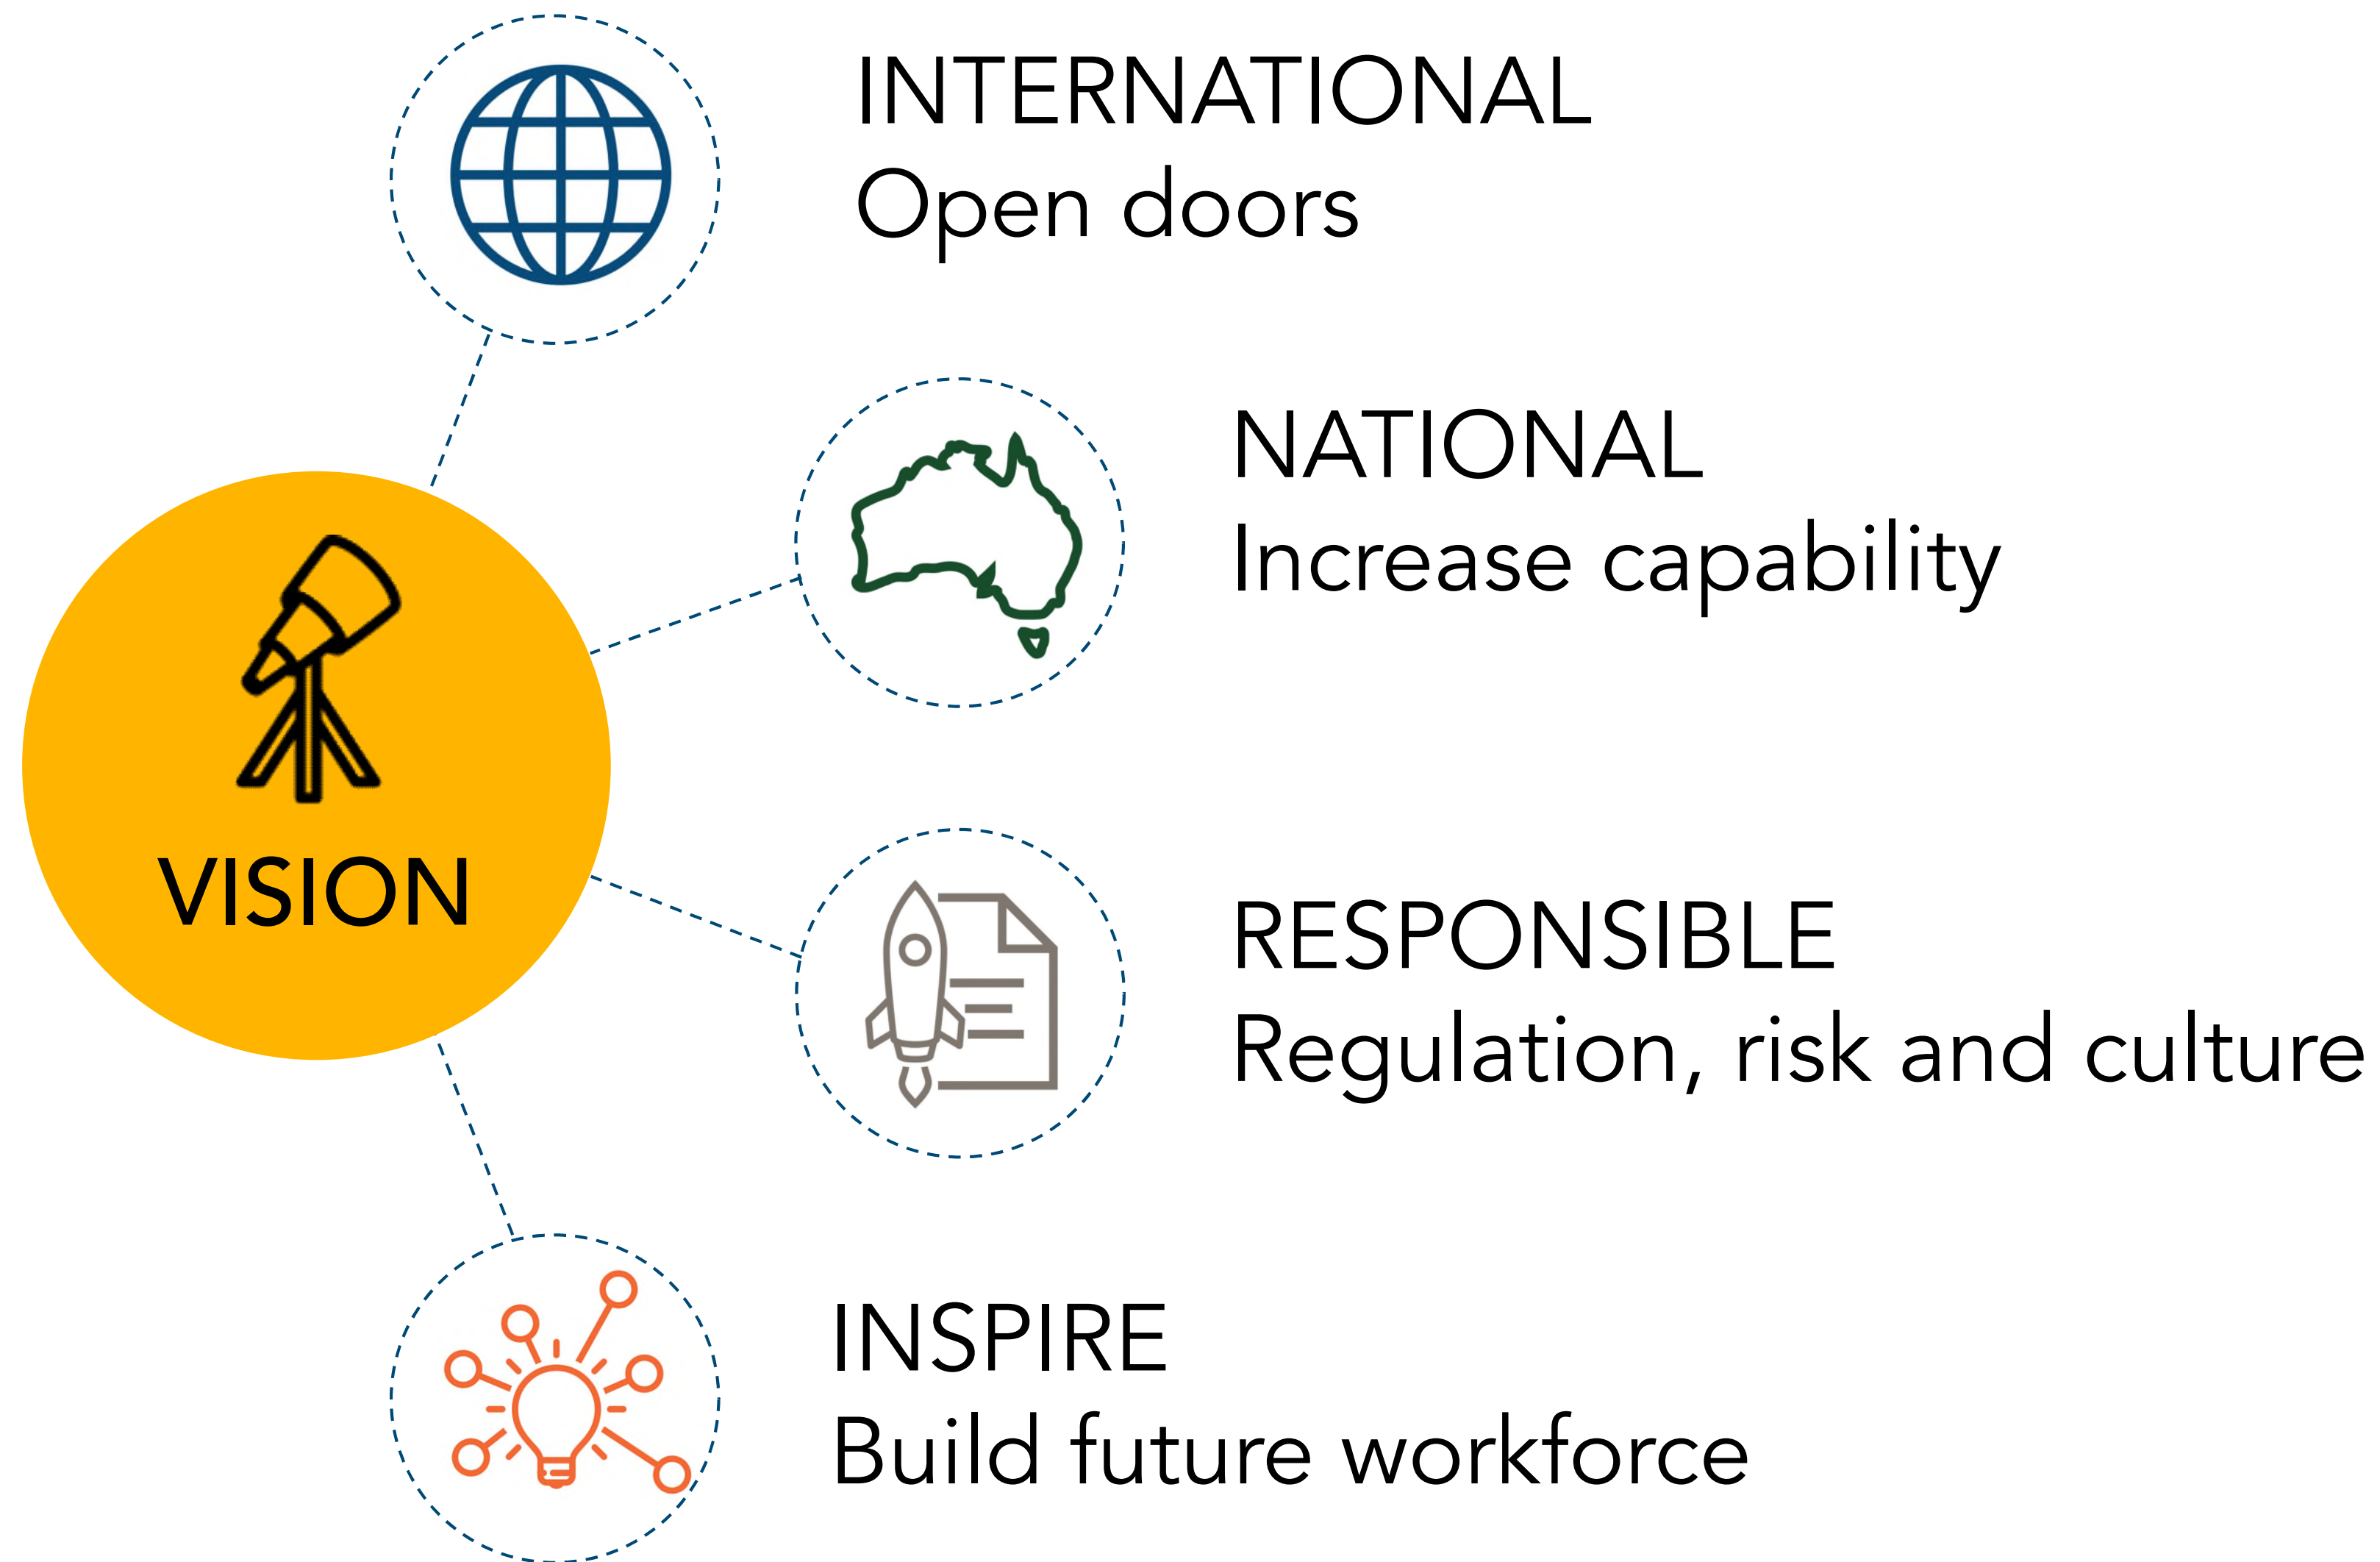 INTERNATIONAL
Open doors
NATIONAL
Increase capability
VISION
RESPONSIBLE
Regulation, risk and culture
INSPIRE
Build future workforce